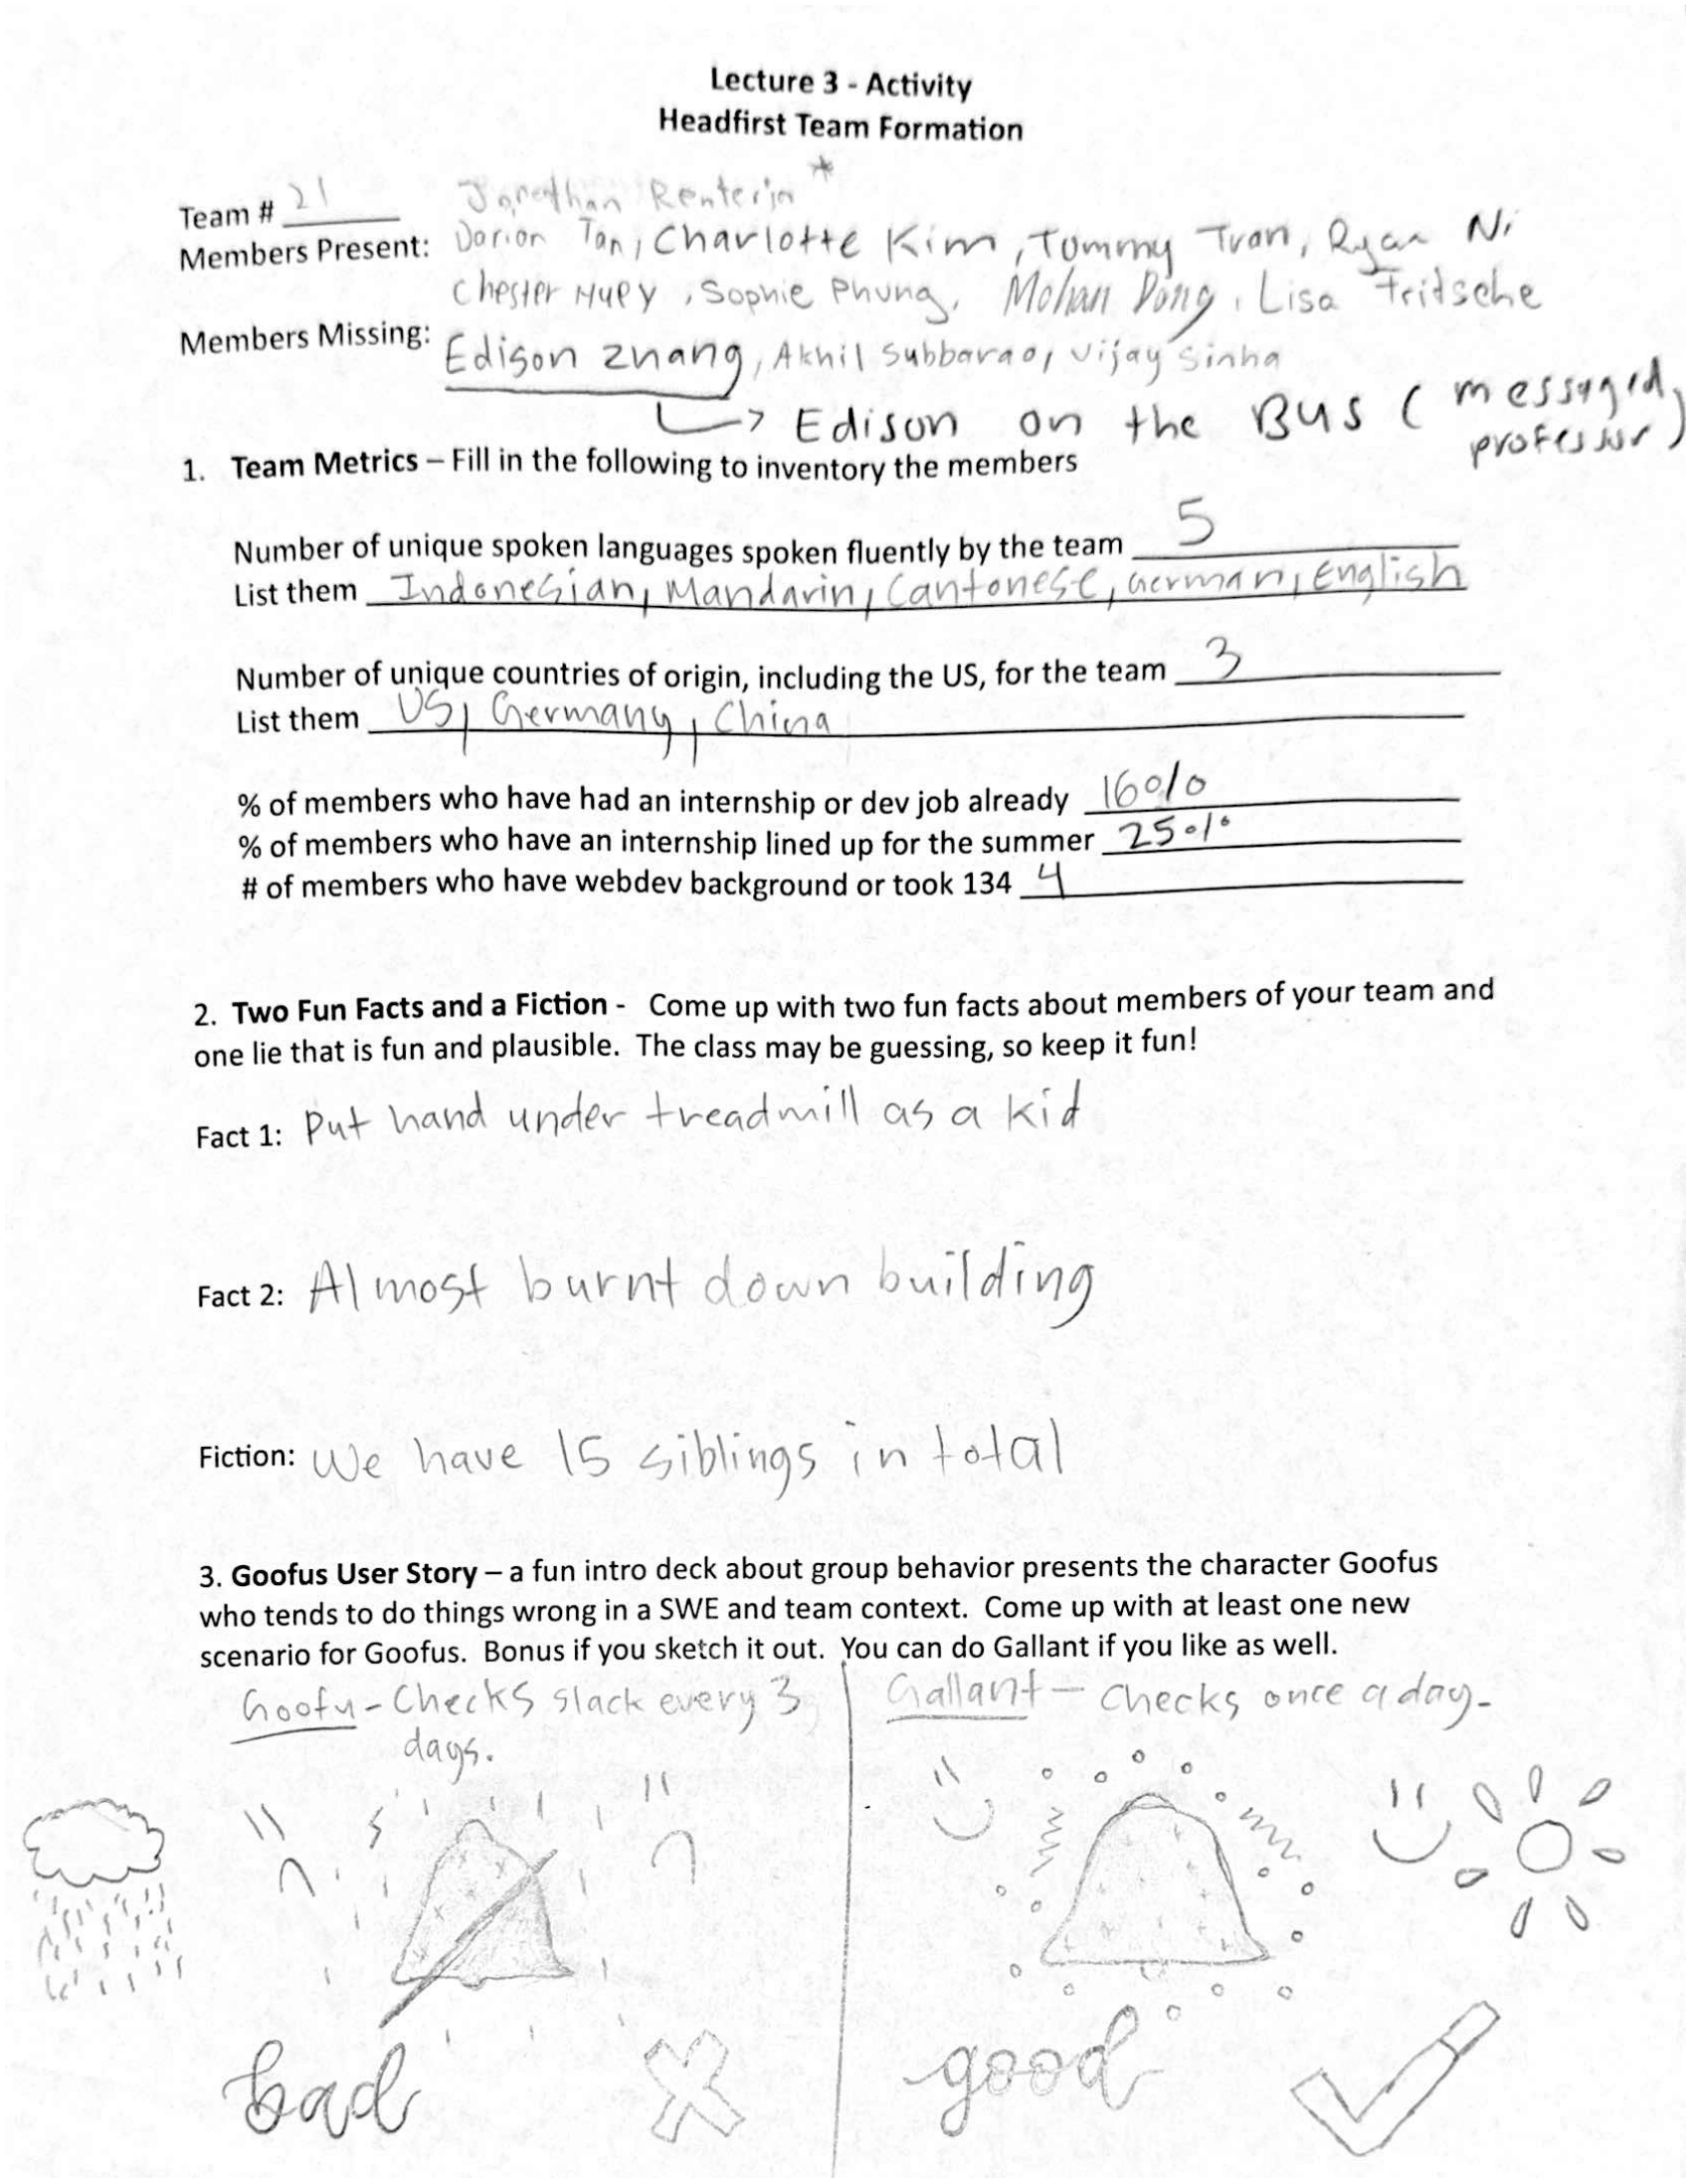 Lecture 3 - Activity
Headfirst Team Formation
Team # 21
Jonathan Renteria *
Members Present: Dorion Tan, Charlotte Kim, Tommy Tran, Ryan Ni
Chester Huey, Sophie Phung, Mohan Dong, Lisa Fritsche
Members Missing: Edison Zhang, Akhil Subbarao, Vijay Sinha
↳ Edison on the Bus (messaged professor)
1. Team Metrics – Fill in the following to inventory the members
Number of unique spoken languages spoken fluently by the team 5
List them Indonesian, Mandarin, Cantonese, German, English
Number of unique countries of origin, including the US, for the team 3
List them US, Germany, China
% of members who have had an internship or dev job already 16%
% of members who have an internship lined up for the summer 25%
# of members who have webdev background or took 134 4
2. Two Fun Facts and a Fiction - Come up with two fun facts about members of your team and
one lie that is fun and plausible. The class may be guessing, so keep it fun!
Fact 1: Put hand under treadmill as a kid
Fact 2: Almost burnt down building
Fiction: We have 15 siblings in total
3. Goofus User Story – a fun intro deck about group behavior presents the character Goofus
who tends to do things wrong in a SWE and team context. Come up with at least one new
scenario for Goofus. Bonus if you sketch it out. You can do Gallant if you like as well.
Goofu - Checks slack every 3
days.
Gallant - Checks once a day.
bad
good